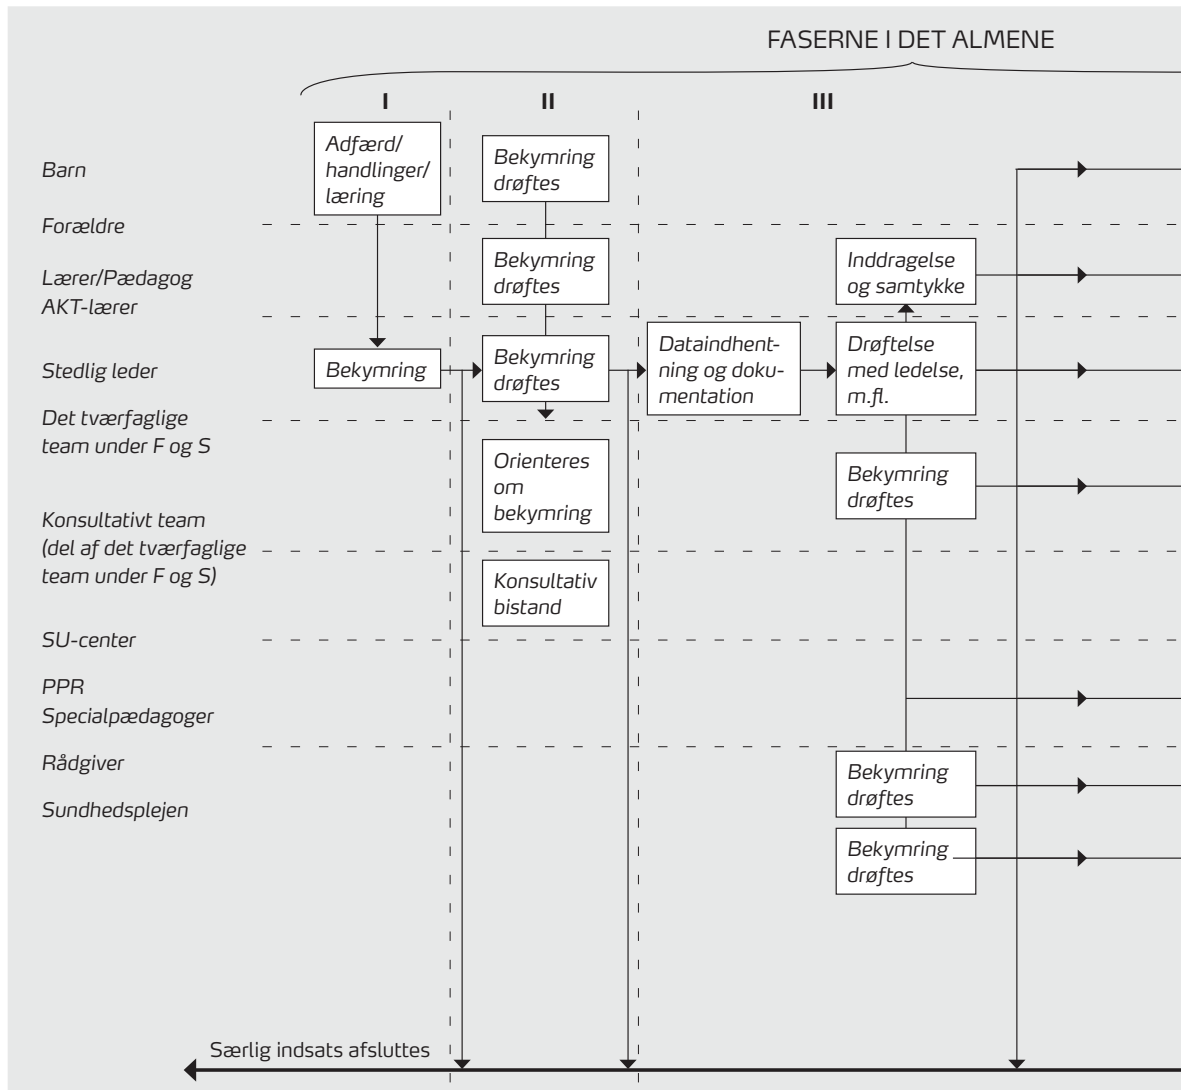 FASERNE I DET ALMENE
I
II
III
Barn
Forældre
Lærer/Pædagog
AKT-lærer
Stedlig leder
Det tværfaglige
team under F og S
Konsultativt team
(del af det tværfaglige
team under F og S)
SU-center
PPR
Specialpædagoger
Rådgiver
Sundhedsplejen
Adfærd/
handlinger/
læring
Bekymring
Bekymring
drøftes
Bekymring
drøftes
Bekymring
drøftes
Orienteres
om
bekymring
Konsultativ
bistand
Dataindhent-
ning og doku-
mentation
Inddragelse
og samtykke
Drøftelse
med ledelse,
m.fl.
Bekymring
drøftes
Bekymring
drøftes
Bekymring
drøftes
Særlig indsats afsluttes